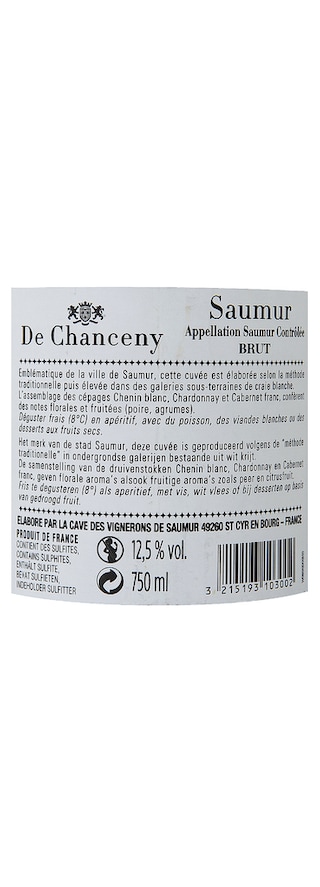 De Chanceny
Saumur
Appellation Saumur Contrôlée
BRUT
Emblématique de la ville de Saumur, cette cuvée est élaborée selon la méthode
traditionnelle puis élevée dans des galeries sous-terraines de craie blanche.
L'assemblage des cépages Chenin blanc, Chardonnay et Cabernet franc, confèrent
des notes florales et fruitées (poire, agrumes).
Déguster frais (8°C) en apéritif, avec du poisson, des viandes blanches ou des
desserts aux fruits secs.
Het merk van de stad Saumur, deze cuvée is geproduceerd volgens de "méthode
traditionelle" in ondergrondse galerijen bestaande uit wit krijt.
De samenstelling van de druivenstokken Chenin blanc, Chardonnay en Cabernet
franc, geven florale aroma's alsook fruitige aroma's zoals peer en citrusfruit.
Fris te degusteren (8°) als aperitief, met vis, wit vlees of bij desserten op basis
van gedroogd fruit.
ELABORE PAR LA CAVE DES VIGNERONS DE SAUMUR 49260 ST CYR EN BOURG – FRANCE
PRODUIT DE FRANCE
CONTIENT DES SULFITES,
CONTAINS SULPHITES,
ENTHÄLT SULFITE,
BEVAT SULFIETEN,
INDEHOLDER SULFITTER
12,5 % vol.
750 ml
3 215193 103002